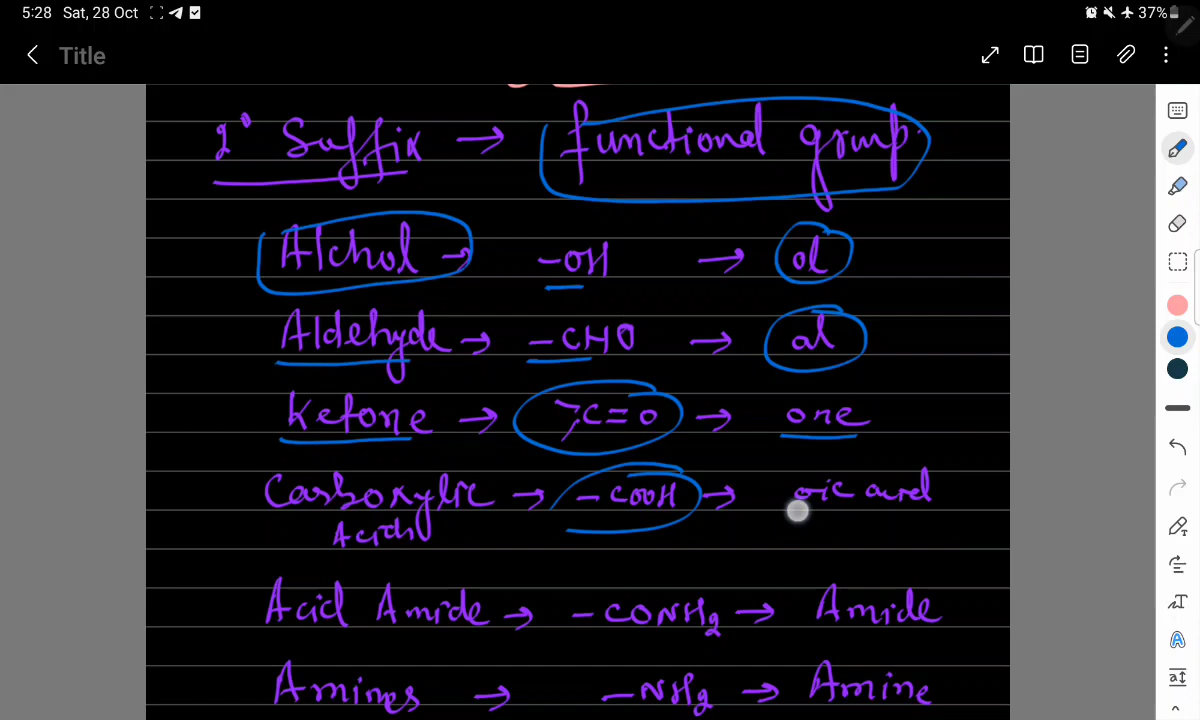 5:28 Sat, 28 Oct 37%
Title
2° Suffix → functional group
Alchol → -OH → ol
Aldehyde → -CHO → al
Ketone → >C=O → one
Carboxylic → -COOH → oic acid
Acids
Acid Amide → -CONH2 → Amide
Amines → -NH2 → Amine